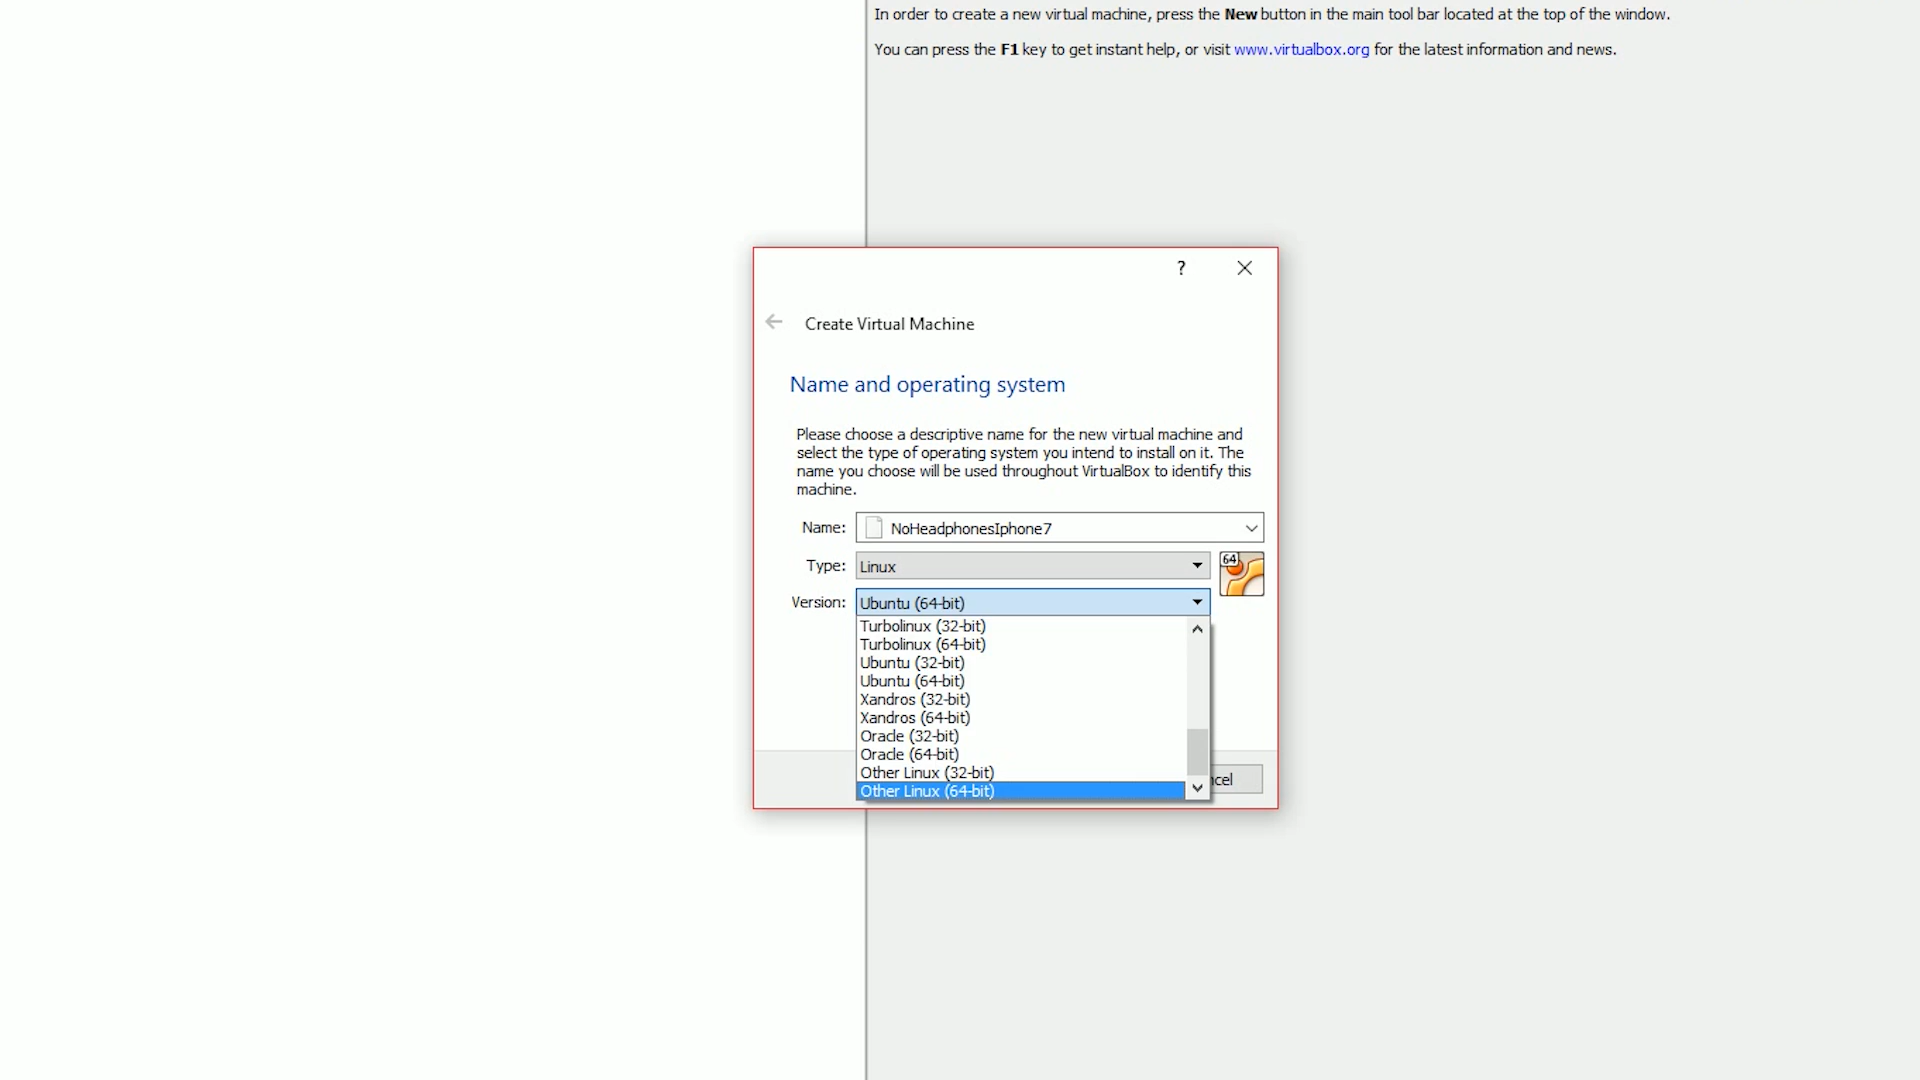 In order to create a new virtual machine, press the New button in the main tool bar located at the top of the window.
You can press the F1 key to get instant help, or visit www.virtualbox.org for the latest information and news.
?
Create Virtual Machine
Name and operating system
Please choose a descriptive name for the new virtual machine and
select the type of operating system you intend to install on it. The
name you choose will be used throughout VirtualBox to identify this
machine.
Name: NoHeadphonesIphone7
Type: Linux
64
Version: Ubuntu (64-bit)
Turbolinux (32-bit)
Turbolinux (64-bit)
Ubuntu (32-bit)
Ubuntu (64-bit)
Xandros (32-bit)
Xandros (64-bit)
Oracle (32-bit)
Oracle (64-bit)
Other Linux (32-bit)
ncel
Other Linux (64-bit)